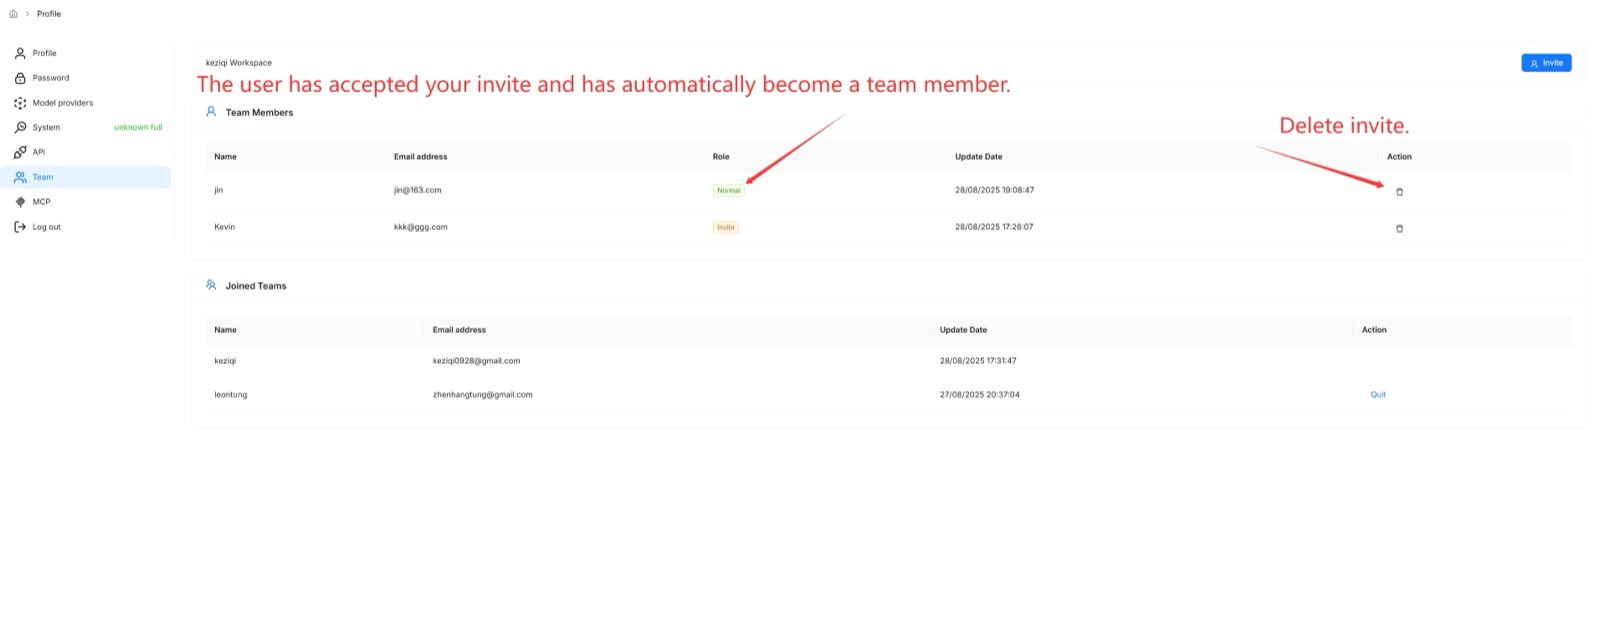 Profile
Profile
Password
Model providers
System unknown full
API
Team
MCP
Log out
keziqi Workspace
Invite
The user has accepted your invite and has automatically become a team member.
Team Members
Delete invite.
Name Email address Role Update Date Action
jin jin@163.com Normal 28/08/2025 19:08:47
Kevin kkk@ggg.com Invite 28/08/2025 17:26:07
Joined Teams
Name Email address Update Date Action
keziqi keziqi0928@gmail.com 28/08/2025 17:31:47
leontung zhenhangtung@gmail.com 27/08/2025 20:37:04 Quit